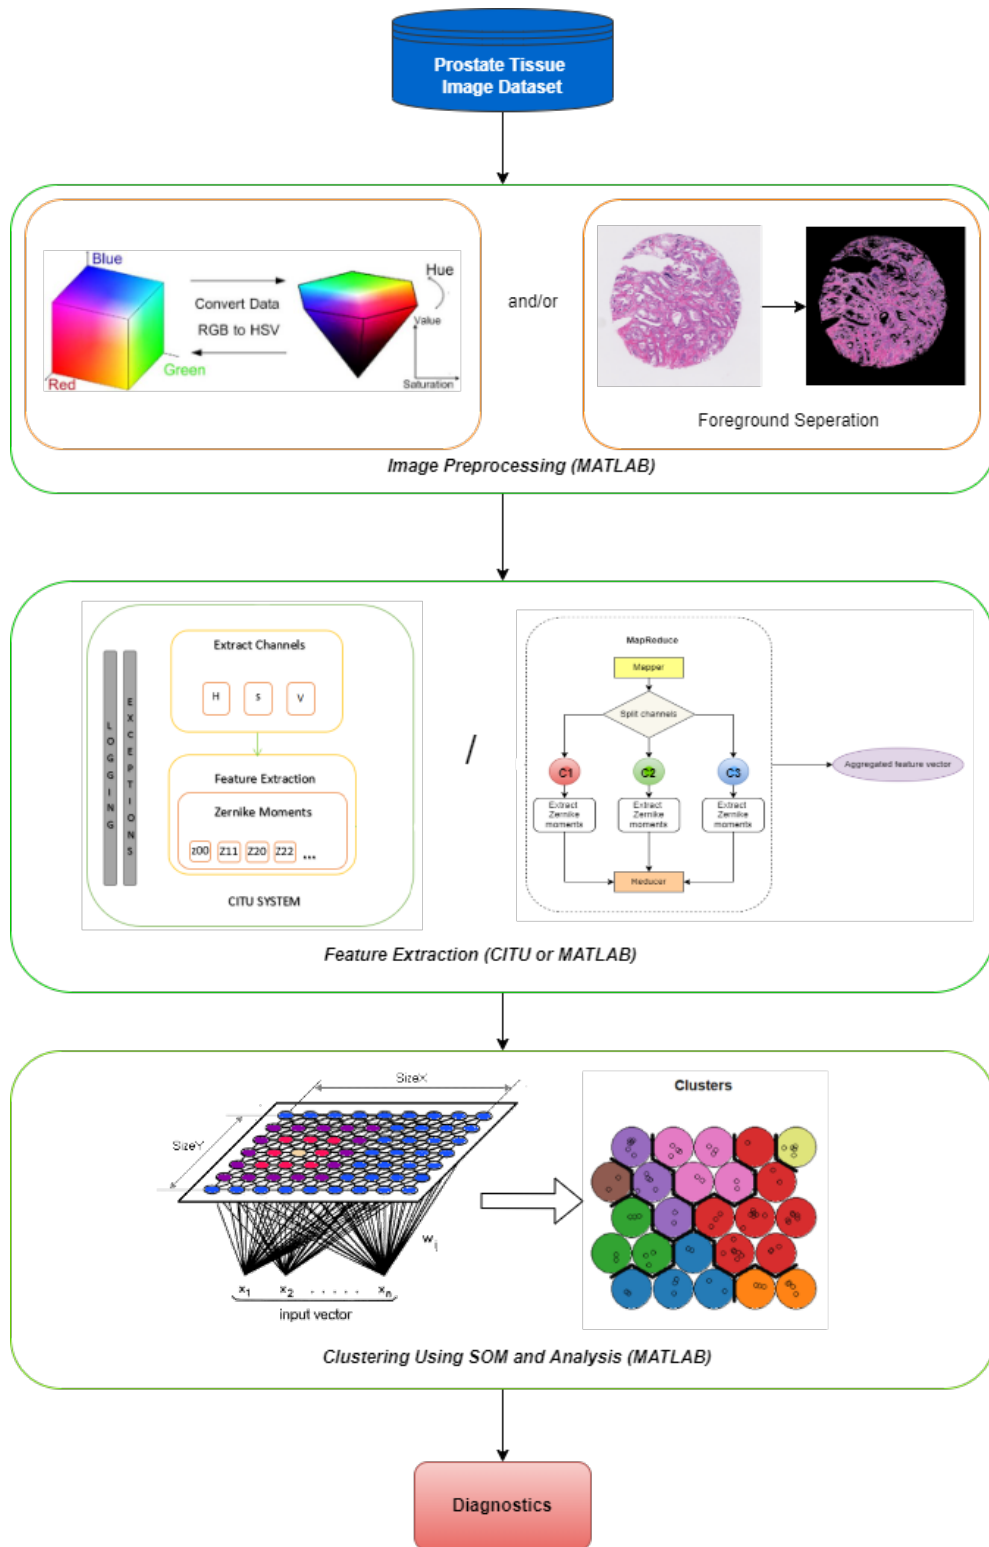 Prostate Tissue
Image Dataset
Blue
Hue
Convert Data
RGB to HSV
Value
Green
Red
Saturation
and/or
Foreground Seperation
Image Preprocessing (MATLAB)
LOGGING
EXCEPTIONS
Extract Channels
H S V
Feature Extraction
Zernike Moments
z00 Z11 Z20 Z22 ...
CITU SYSTEM
/
MapReduce
Mapper
Split channels
C1 C2 C3
Extract Zernike moments
Extract Zernike moments
Extract Zernike moments
Reducer
Aggregated feature vector
Feature Extraction (CITU or MATLAB)
SizeX
SizeY
wij
x1 x2 . . . . . xn
input vector
Clusters
Clustering Using SOM and Analysis (MATLAB)
Diagnostics